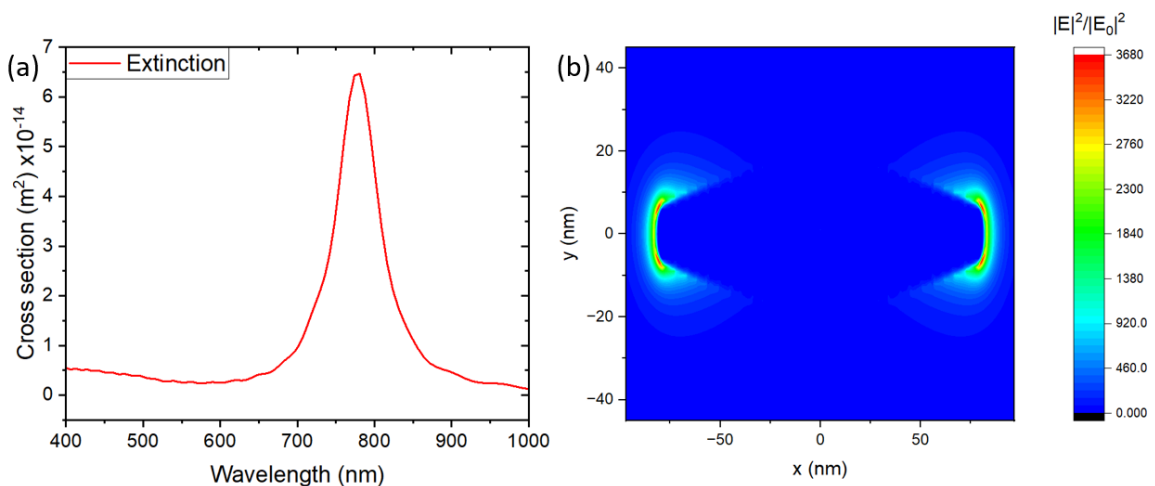 (a)
Extinction
Cross section (m²) x10⁻¹⁴
7
6
5
4
3
2
1
0
400 500 600 700 800 900 1000
Wavelength (nm)
(b)
y (nm)
40
20
0
−20
−40
−50 0 50
x (nm)
|E|²/|E₀|²
3680
3220
2760
2300
1840
1380
920.0
460.0
0.000